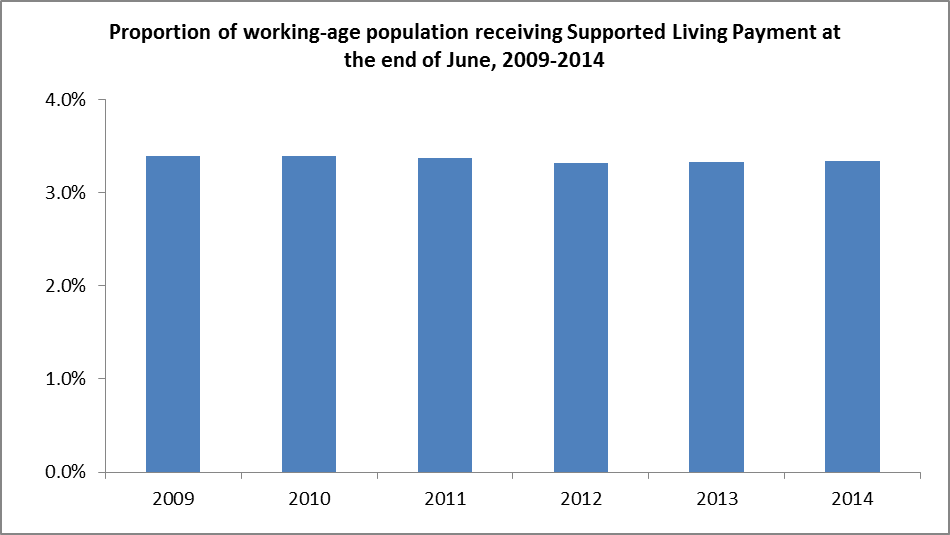 Proportion of working-age population receiving Supported Living Payment at
the end of June, 2009-2014
4.0%
3.0%
2.0%
1.0%
0.0%
2009 2010 2011 2012 2013 2014